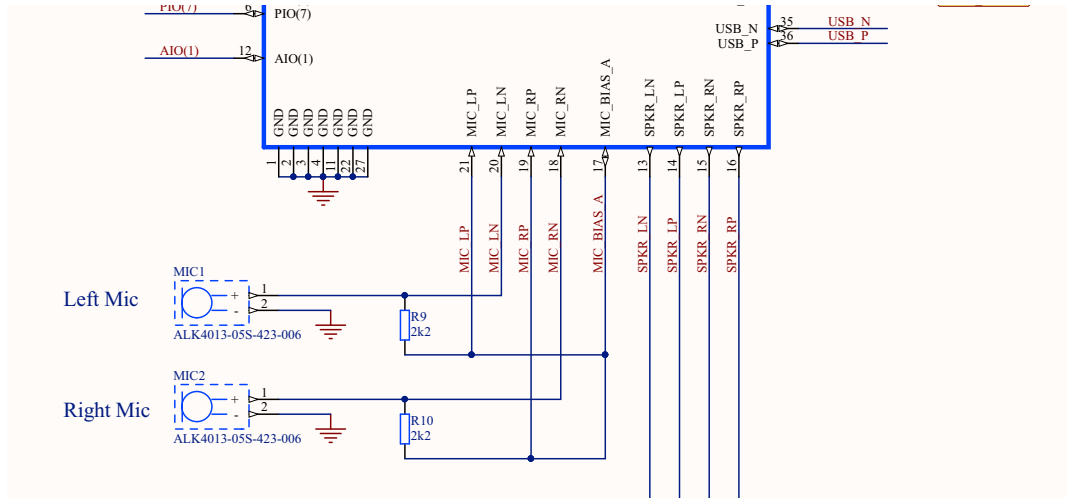 PIO(7) 6 PIO(7)
USB_N 35 USB_N
USB_P 36 USB_P
AIO(1) 12 AIO(1)
GND GND GND GND GND GND GND
MIC_LP MIC_LN MIC_RP MIC_RN MIC_BIAS_A SPKR_LN SPKR_LP SPKR_RN SPKR_RP
1 2 3 4 11 22 27
21 20 19 18 17 13 14 15 16
MIC_LP MIC_LN MIC_RP MIC_RN MIC_BIAS_A SPKR_LN SPKR_LP SPKR_RN SPKR_RP
MIC1
Left Mic
+ 1
- 2
ALK4013-05S-423-006
R9
2k2
MIC2
Right Mic
+ 1
- 2
ALK4013-05S-423-006
R10
2k2